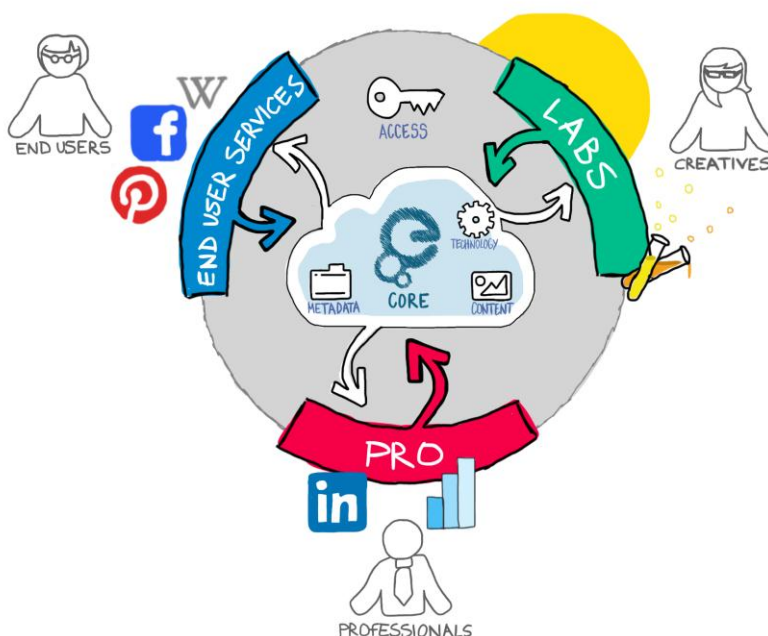 END USERS
W
f
END USER SERVICES
ACCESS
LABS
CREATIVES
TECHNOLOGY
METADATA
CORE
CONTENT
PRO
in
PROFESSIONALS